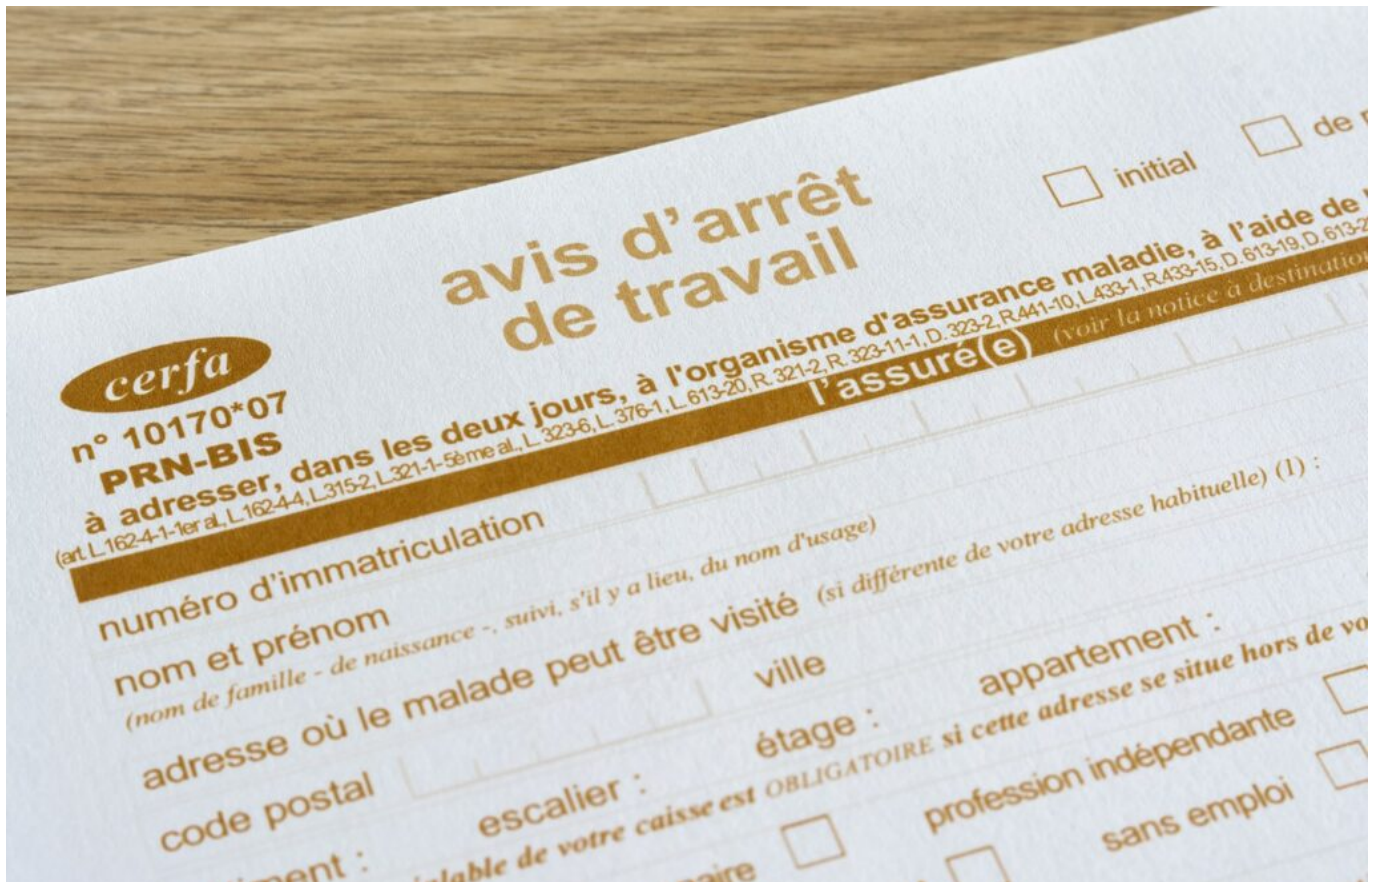 avis d'arrêt
de travail
initial
de
cerfa
n° 10170*07
PRN-BIS
à adresser, dans les deux jours, à l'organisme d'assurance maladie, à l'aide de
(art. L.162-4-1-1er al., L.162-4-4, L.315-2, L.321-1-5ème al., L. 323-6, L. 376-1, L. 613-20, R. 321-2, R. 323-11-1, D. 323-2, R.441-10, L.433-1, R.433-15, D. 613-19, D. 613-2
l'assuré(e) (voir la notice à destination
numéro d'immatriculation
nom et prénom
(nom de famille - de naissance -, suivi, s'il y a lieu, du nom d'usage)
adresse où le malade peut être visité (si différente de votre adresse habituelle) (1) :
code postal ville
escalier : étage : appartement :
de votre caisse est OBLIGATOIRE si cette adresse se situe hors de
profession indépendante
sans emploi